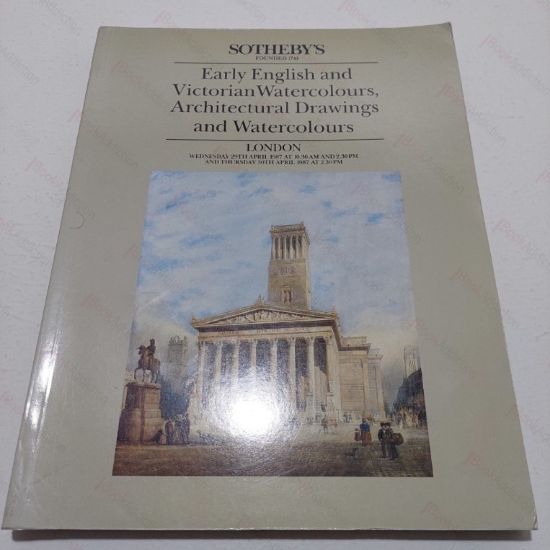 SOTHEBY'S
FOUNDED 1744
Early English and
Victorian Watercolours,
Architectural Drawings
and Watercolours
LONDON
WEDNESDAY 29TH APRIL 1987 AT 10.30 AM AND 2.30 PM
AND THURSDAY 30TH APRIL 1987 AT 2.30 PM